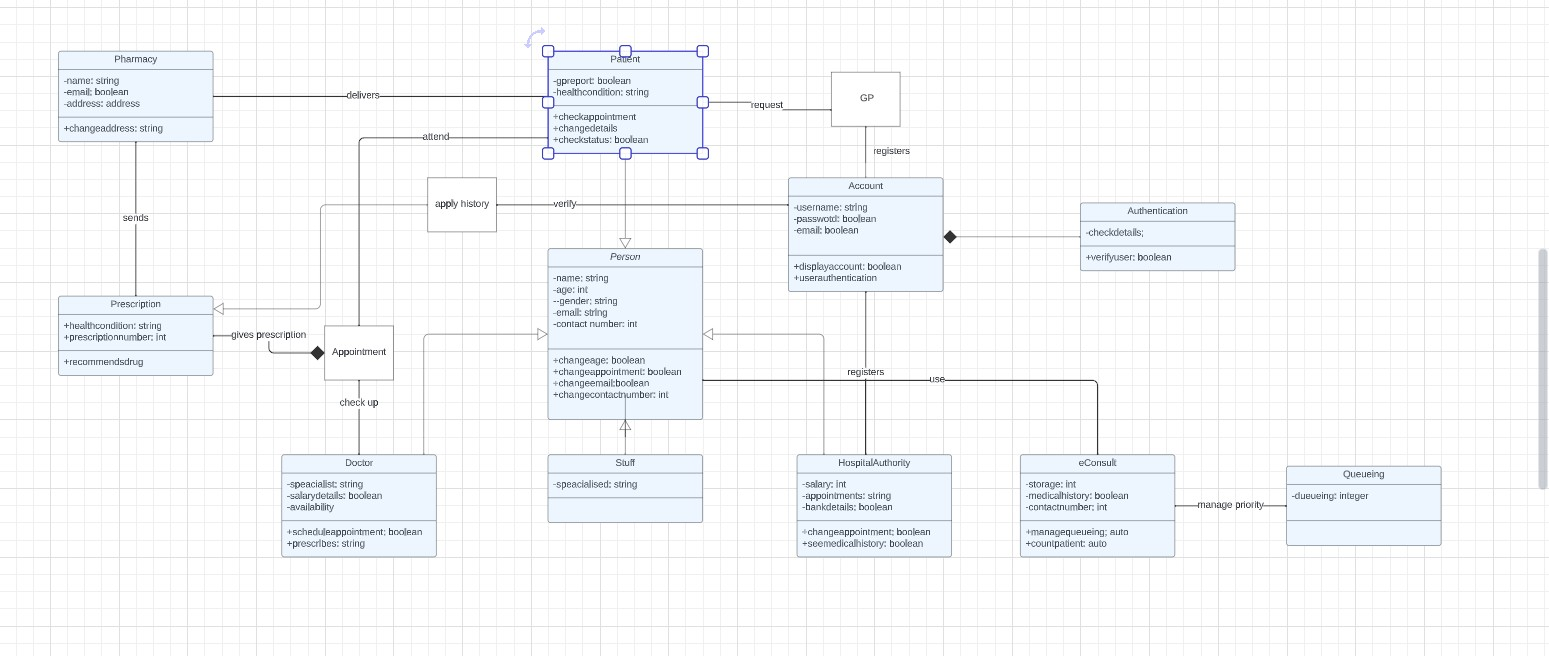 Pharmacy
-name: string
-email; boolean
-address: address
+changeaddress: string
delivers
Patient
-gpreport: boolean
-healthcondition: string
+checkappointment
+changedetails
+checkstatus: boolean
request
GP
registers
attend
sends
apply history
verify
Account
-username: string
-passwotd: boolean
-email: boolean
+displayaccount: boolean
+userauthentication
Authentication
-checkdetails;
+verifyuser; boolean
Person
-name: string
-age: int
--gender; string
-email: string
-contact number: int
+changeage: boolean
+changeappointment: boolean
+changeemail;boolean
+changecontactnumber: int
Prescription
+healthcondition: string
+prescriptionnumber; int
+recommendsdrug
gives prescription
Appointment
check up
registers
use
Doctor
-speacialist; string
-salarydetails: boolean
-availability
+scheduleappointment; boolean
+prescribes: string
Stuff
-speacialised; string
HospitalAuthority
-salary; int
-appointments: string
-bankdetails; boolean
+changeappointment; boolean
+seemedicalhistory: boolean
eConsult
-storage: int
-medicalhistory: boolean
-contactnumber; int
+managequeueing; auto
+countpatient: auto
manage priority
Queueing
-dueueing: integer